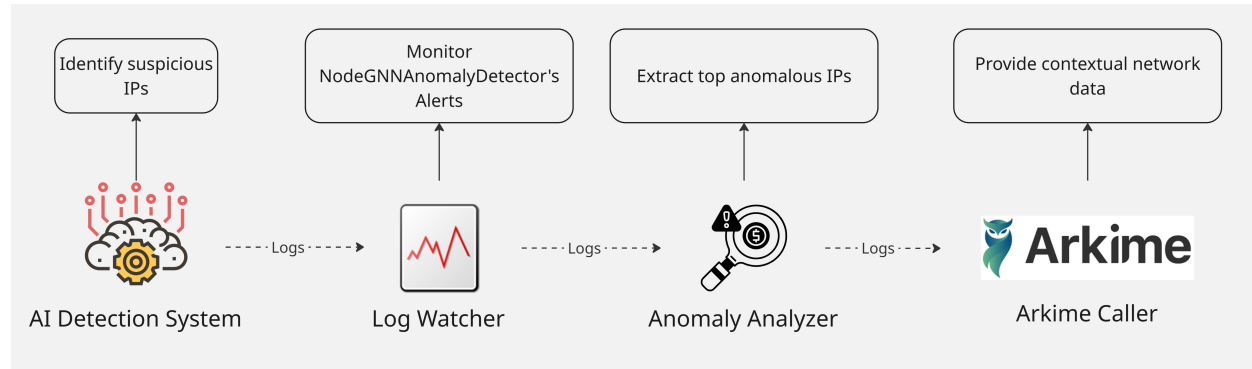 Identify suspicious
IPs
Monitor
NodeGNNAnomalyDetector's
Alerts
Extract top anomalous IPs
Provide contextual network
data
Logs
Logs
Logs
$
Arkime
AI Detection System
Log Watcher
Anomaly Analyzer
Arkime Caller